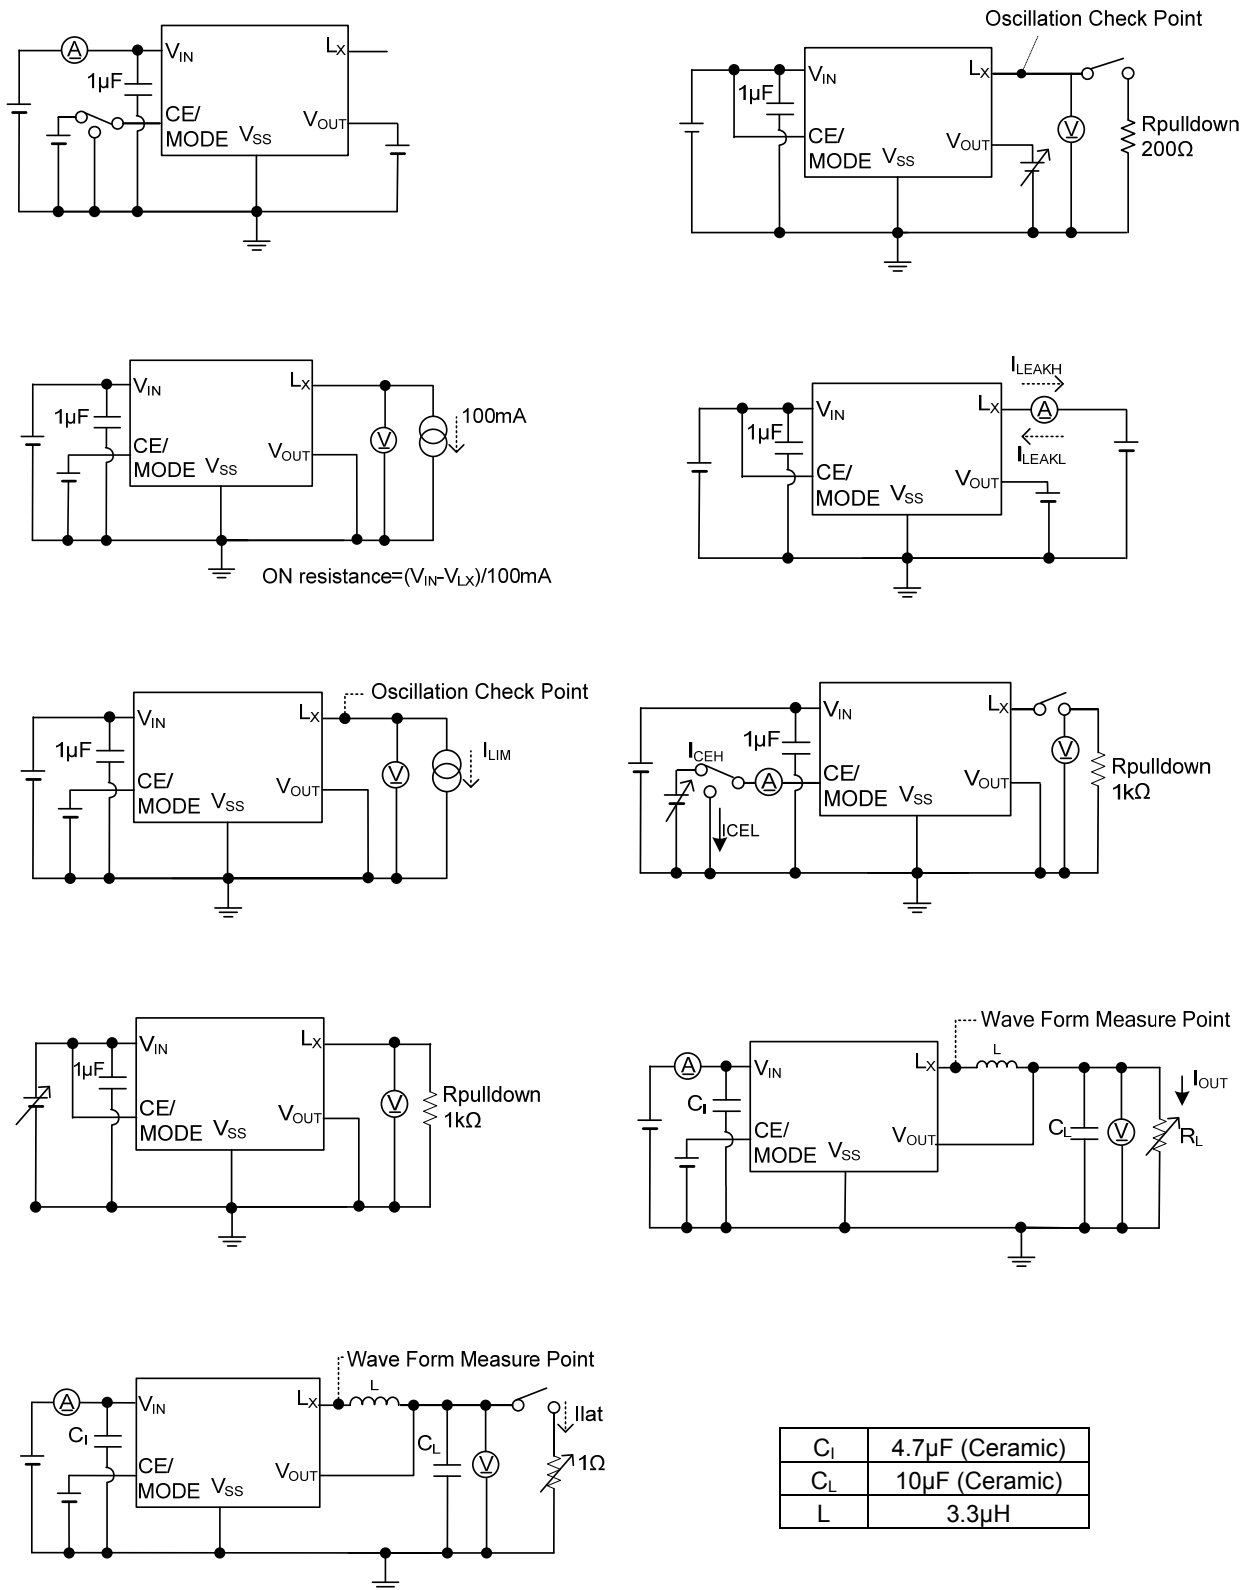 A
VIN
LX
1µF
CE/
MODE
VSS
VOUT
Oscillation Check Point
VIN
LX
1µF
CE/
MODE
VSS
VOUT
V
Rpulldown
200Ω
VIN
LX
1µF
CE/
MODE
VSS
VOUT
V
100mA
ON resistance=(VIN-VLX)/100mA
ILEAKH
VIN
LX
A
1µF
ILEAKL
CE/
MODE
VSS
VOUT
Oscillation Check Point
VIN
LX
1µF
CE/
MODE
VSS
VOUT
V
ILIM
VIN
LX
1µF
ICEH
A
CE/
MODE
VSS
VOUT
V
Rpulldown
1kΩ
ICEL
VIN
LX
1µF
CE/
MODE
VSS
VOUT
V
Rpulldown
1kΩ
Wave Form Measure Point
L
A
VIN
LX
CI
CE/
MODE
VSS
VOUT
CL
V
IOUT
RL
Wave Form Measure Point
L
A
VIN
LX
CI
CE/
MODE
VSS
VOUT
CL
V
Ilat
1Ω
CI 4.7µF (Ceramic)
CL 10µF (Ceramic)
L 3.3µH